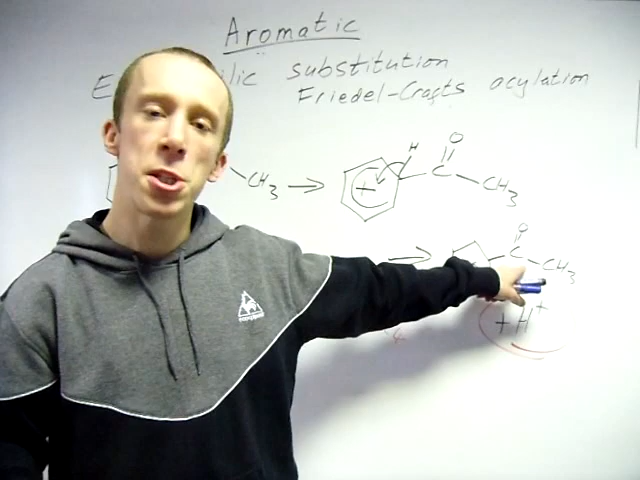 Aromatic
lic substitution
Friedel-Crafts acylation
CH3 → H C O CH3
→ C O CH3
+ H+